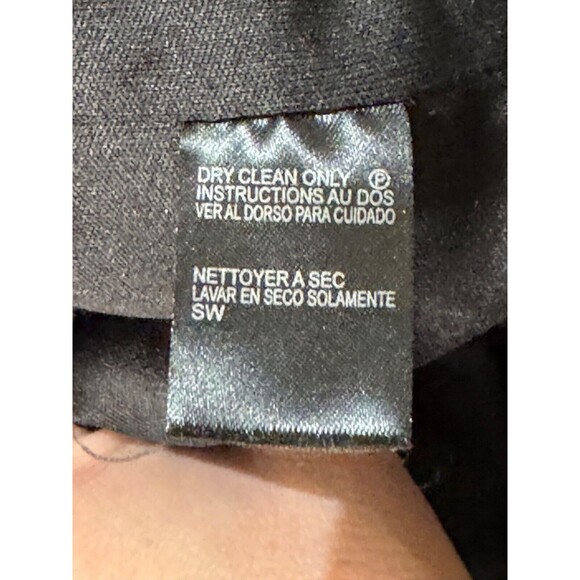 DRY CLEAN ONLY Ⓟ
INSTRUCTIONS AU DOS
VER AL DORSO PARA CUIDADO
NETTOYER A SEC
LAVAR EN SECO SOLAMENTE
SW